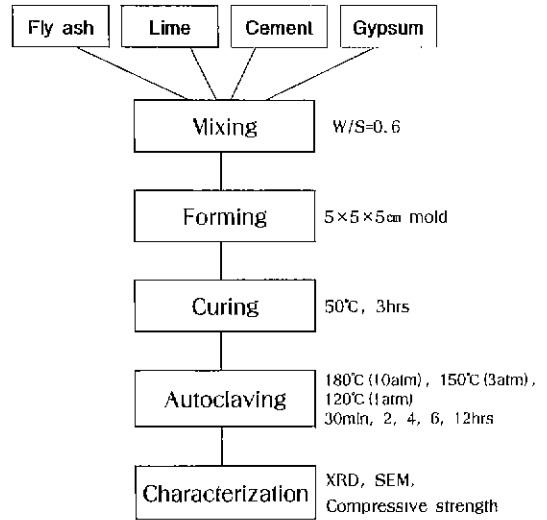 Fly ash
Lime
Cement
Gypsum
Mixing
W/S=0.6
Forming
5×5×5㎝ mold
Curing
50℃, 3hrs
Autoclaving
180℃(10atm), 150℃(3atm),
120℃(1atm)
30min, 2, 4, 6, 12hrs
Characterization
XRD, SEM,
Compressive strength